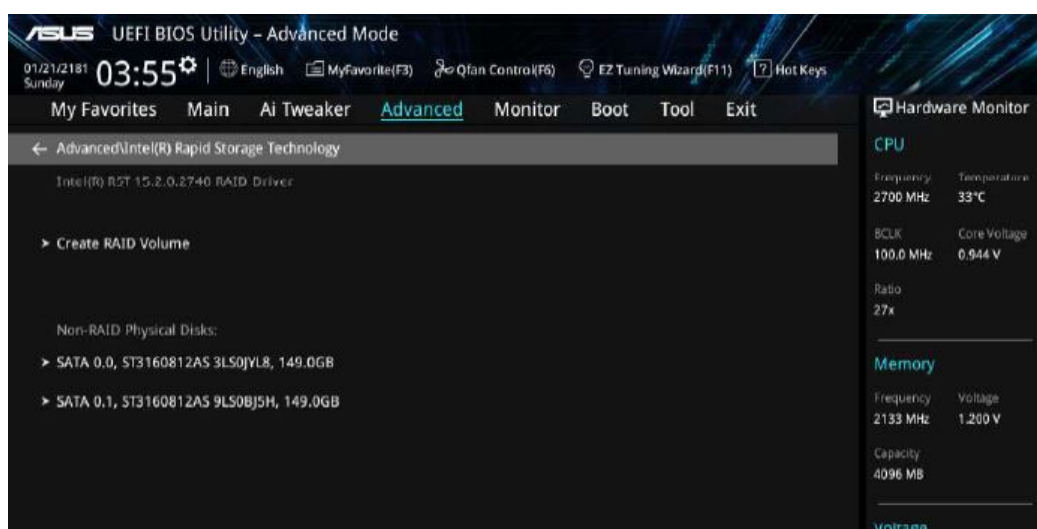 ASUS UEFI BIOS Utility – Advanced Mode
01/21/2181
Sunday
03:55
English MyFavorite(F3) Qfan Control(F6) EZ Tuning Wizard(F11) ? Hot Keys
My Favorites Main Ai Tweaker Advanced Monitor Boot Tool Exit
← Advanced\Intel(R) Rapid Storage Technology
Intel(R) RST 15.2.0.2740 RAID Driver
> Create RAID Volume
Non-RAID Physical Disks:
> SATA 0.0, ST3160812AS 3LS0JYL8, 149.0GB
> SATA 0.1, ST3160812AS 9LS0BJ5H, 149.0GB
Hardware Monitor
CPU
Frequency Temperature
2700 MHz 33°C
BCLK Core Voltage
100.0 MHz 0.944 V
Ratio
27x
Memory
Frequency Voltage
2133 MHz 1.200 V
Capacity
4096 MB
Voltage